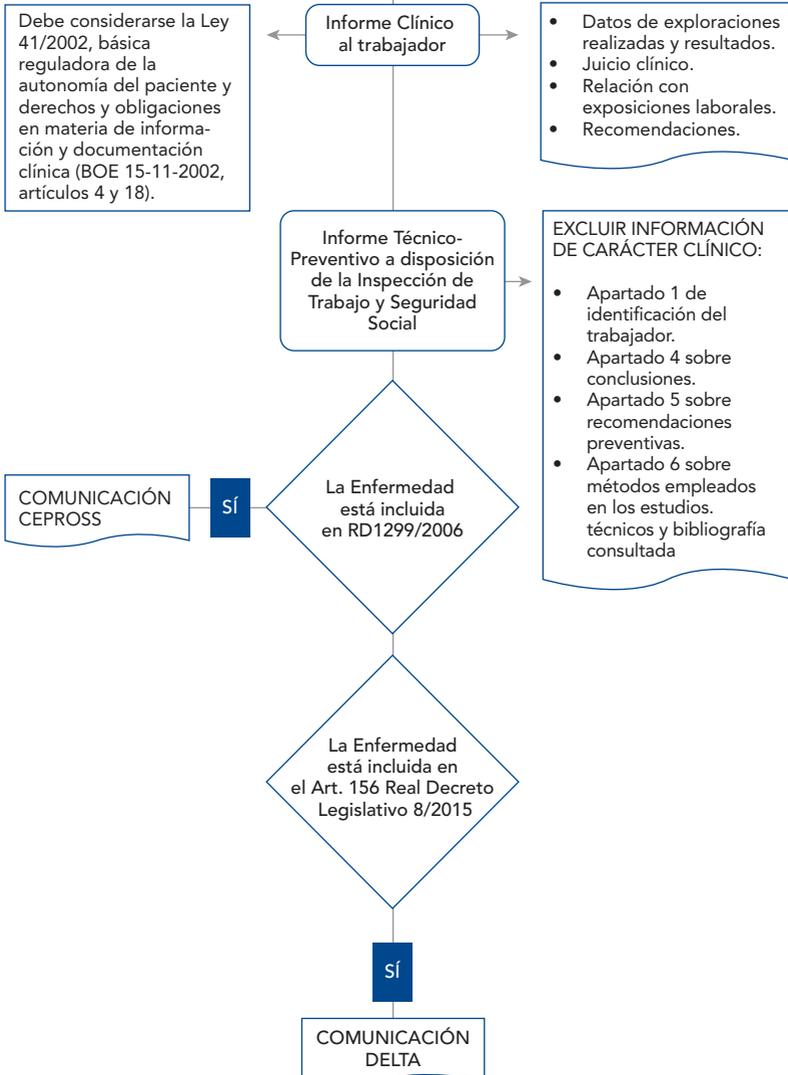 Debe considerarse la Ley
41/2002, básica
reguladora de la
autonomía del paciente y
derechos y obligaciones
en materia de informa-
ción y documentación
clínica (BOE 15-11-2002,
artículos 4 y 18).
Informe Clínico
al trabajador
• Datos de exploraciones
realizadas y resultados.
• Juicio clínico.
• Relación con
exposiciones laborales.
• Recomendaciones.
Informe Técnico-
Preventivo a disposición
de la Inspección de
Trabajo y Seguridad
Social
EXCLUIR INFORMACIÓN
DE CARÁCTER CLÍNICO:
• Apartado 1 de
identificación del
trabajador.
• Apartado 4 sobre
conclusiones.
• Apartado 5 sobre
recomendaciones
preventivas.
• Apartado 6 sobre
métodos empleados
en los estudios.
técnicos y bibliografía
consultada
COMUNICACIÓN
CEPROSS
SÍ
La Enfermedad
está incluida
en RD1299/2006
La Enfermedad
está incluida en
el Art. 156 Real Decreto
Legislativo 8/2015
SÍ
COMUNICACIÓN
DELTA